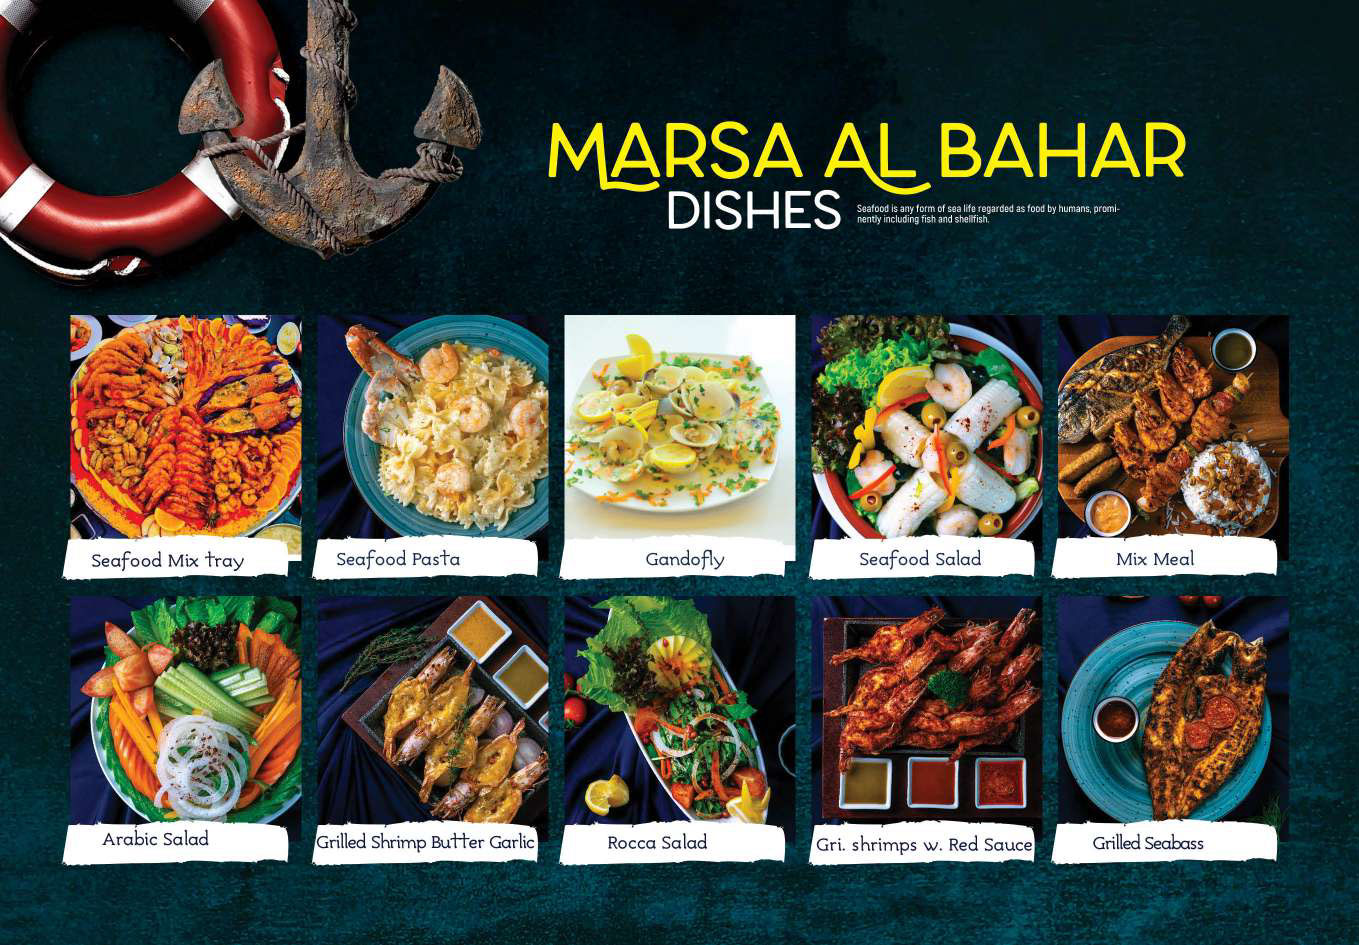 MARSA AL BAHAR
DISHES
Seafood is any form of sea life regarded as food by humans, promi-
nently including fish and shellfish.
Seafood Mix Tray
Seafood Pasta
Gandofly
Seafood Salad
Mix Meal
Arabic Salad
Grilled Shrimp Butter Garlic
Rocca Salad
Gri. shrimps w. Red Sauce
Grilled Seabass